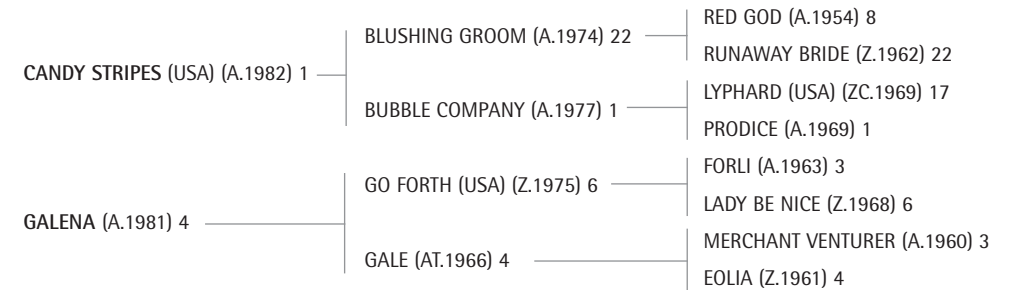 RED GOD (A.1954) 8
BLUSHING GROOM (A.1974) 22
RUNAWAY BRIDE (Z.1962) 22
CANDY STRIPES (USA) (A.1982) 1
LYPHARD (USA) (ZC.1969) 17
BUBBLE COMPANY (A.1977) 1
PRODICE (A.1969) 1
FORLI (A.1963) 3
GO FORTH (USA) (Z.1975) 6
LADY BE NICE (Z.1968) 6
GALENA (A.1981) 4
MERCHANT VENTURER (A.1960) 3
GALE (AT.1966) 4
EOLIA (Z.1961) 4